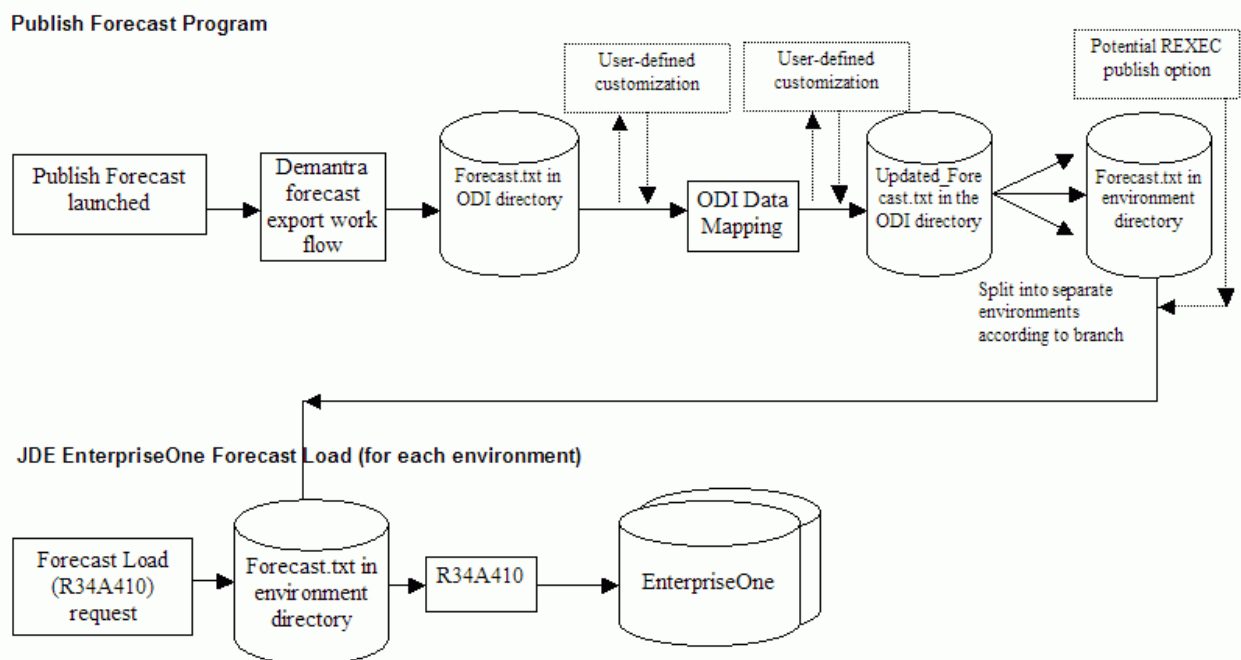 Publish Forecast Program
User-defined
customization
User-defined
customization
Potential REXEC
publish option
Publish Forecast
launched
Demantra
forecast
export work
flow
Forecast.txt in
ODI directory
ODI Data
Mapping
Updated_Fore
cast.txt in the
ODI directory
Forecast.txt in
environment
directory
Split into separate
environments
according to branch
JDE EnterpriseOne Forecast Load (for each environment)
Forecast Load
(R34A410)
request
Forecast.txt in
environment
directory
R34A410
EnterpriseOne